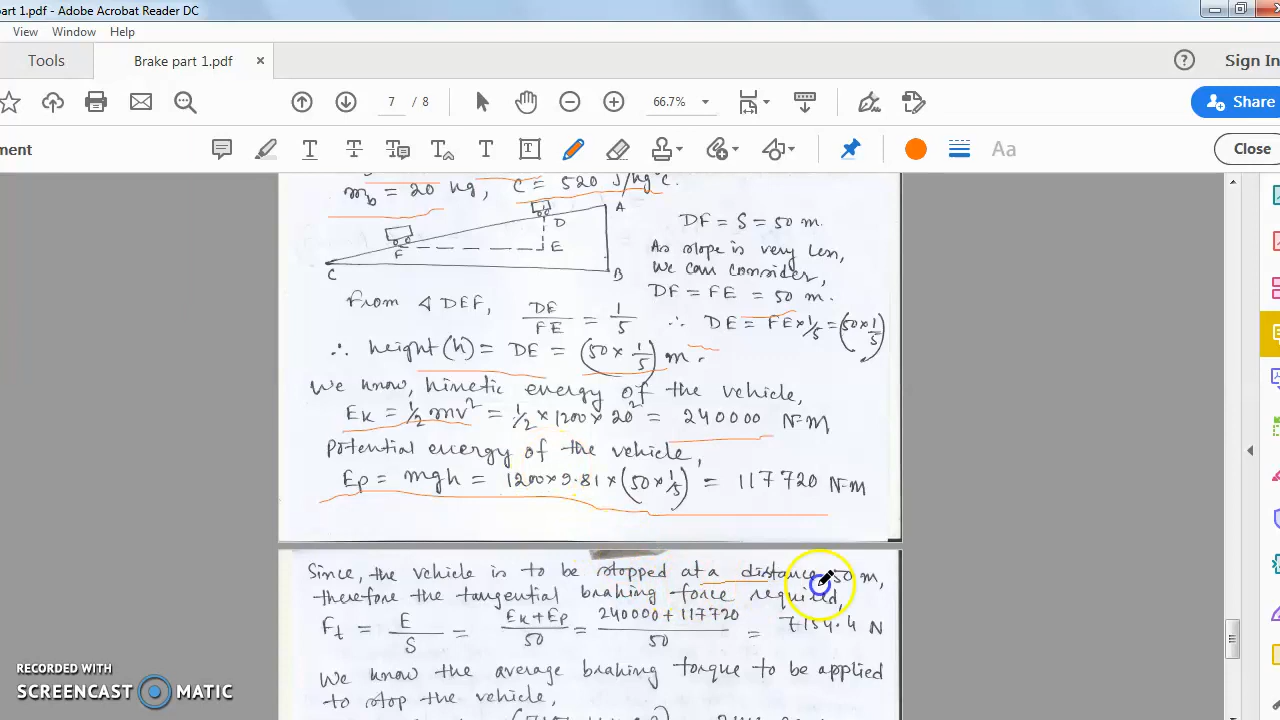 part 1.pdf - Adobe Acrobat Reader DC
View Window Help
Tools Brake part 1.pdf × Sign In
7 / 8 66.7% Share
ment Aa Close
m_b = 20 kg, C = 520 J/kg°C.
A
D
E
F
C
B
DF = S = 50 m.
As slope is very less,
we can consider,
DF = FE = 50 m.
From ∢ DEF, DE/FE = 1/5 ∴ DE = FE × 1/5 = (50 × 1/5)
∴ height (h) = DE = (50 × 1/5) m.
We know, kinetic energy of the vehicle,
E_K = 1/2 mv² = 1/2 × 1200 × 20² = 240000 N-M
Potential energy of the vehicle,
E_P = mgh = 1200 × 9.81 × (50 × 1/5) = 117720 N-M
Since, the vehicle is to be stopped at a distance 50 m,
therefore the tangential braking force required,
F_t = E/S = (E_K + E_P)/50 = (240000 + 117720)/50 = 7154.4 N
We know the average braking torque to be applied
to stop the vehicle,
RECORDED WITH
SCREENCAST MATIC